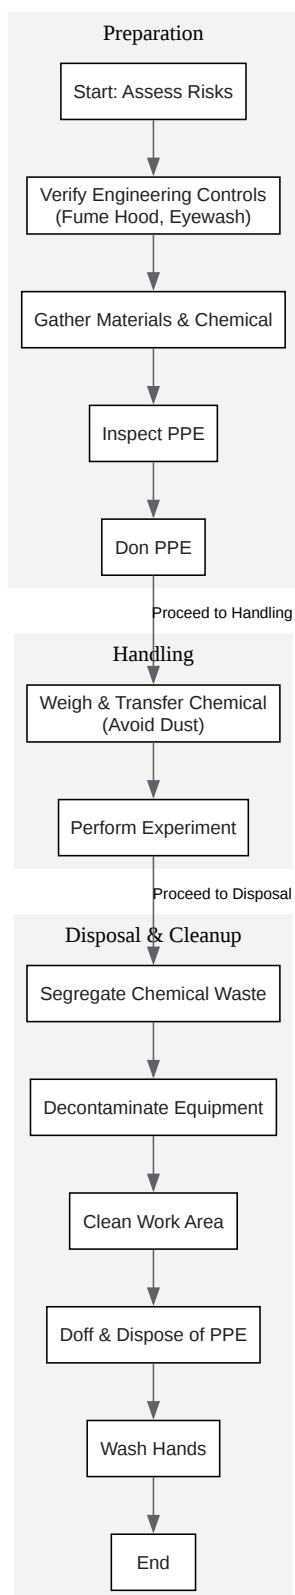 Preparation
Start: Assess Risks
Verify Engineering Controls
(Fume Hood, Eyewash)
Gather Materials & Chemical
Inspect PPE
Don PPE
Proceed to Handling
Handling
Weigh & Transfer Chemical
(Avoid Dust)
Perform Experiment
Proceed to Disposal
Disposal & Cleanup
Segregate Chemical Waste
Decontaminate Equipment
Clean Work Area
Doff & Dispose of PPE
Wash Hands
End